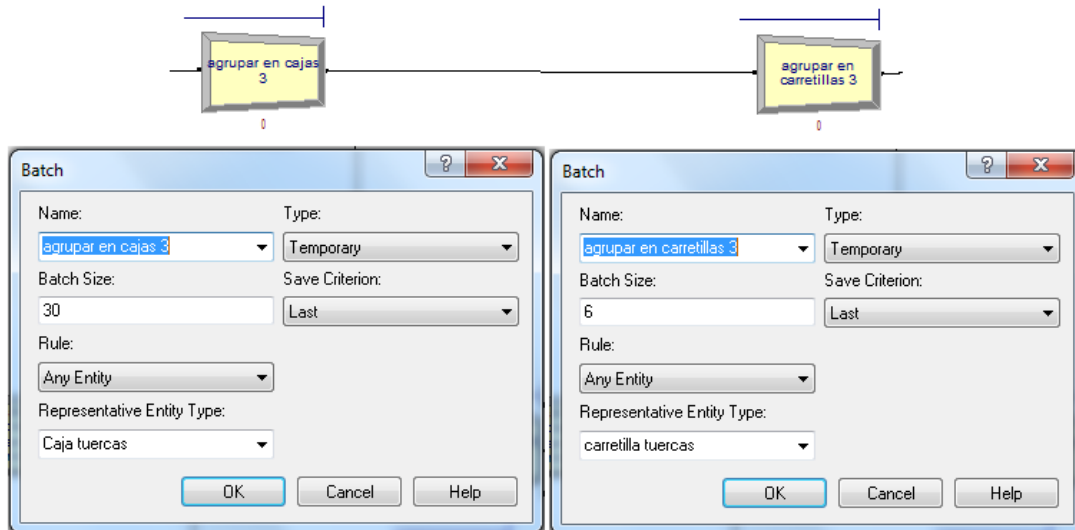 agrupar en cajas
3
0
agrupar en
carretillas 3
0
Batch
Name:
Type:
agrupar en cajas 3
Temporary
Batch Size:
Save Criterion:
30
Last
Rule:
Any Entity
Representative Entity Type:
Caja tuercas
OK
Cancel
Help
Batch
Name:
Type:
agrupar en carretillas 3
Temporary
Batch Size:
Save Criterion:
6
Last
Rule:
Any Entity
Representative Entity Type:
carretilla tuercas
OK
Cancel
Help